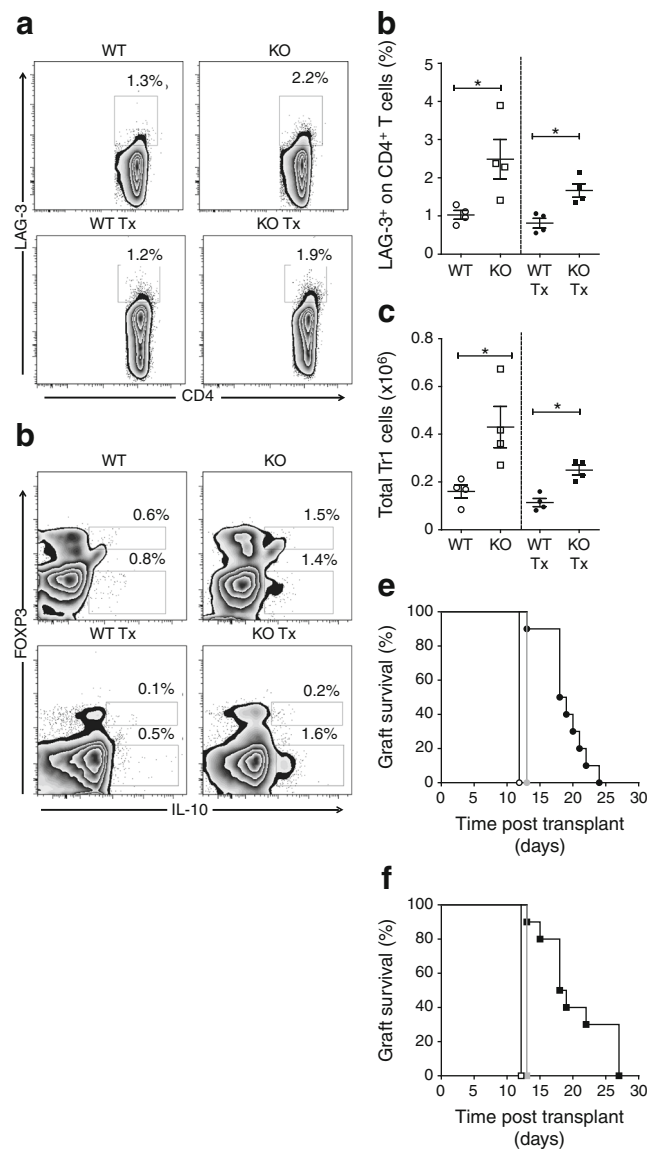 a
WT
KO
1.3%
2.2%
WT Tx
KO Tx
1.2%
1.9%
LAG-3
CD4
b
WT
KO
0.6%
1.5%
0.8%
1.4%
WT Tx
KO Tx
0.1%
0.2%
0.5%
1.6%
FOXP3
IL-10
b
LAG-3+ on CD4+ T cells (%)
5
4
3
2
1
0
*
*
WT
KO
WT Tx
KO Tx
c
Total Tr1 cells (x10⁶)
0.8
0.6
0.4
0.2
0
*
*
WT
KO
WT Tx
KO Tx
e
Graft survival (%)
100
80
60
40
20
0
0 5 10 15 20 25 30
Time post transplant
(days)
f
Graft survival (%)
100
80
60
40
20
0
0 5 10 15 20 25 30
Time post transplant
(days)